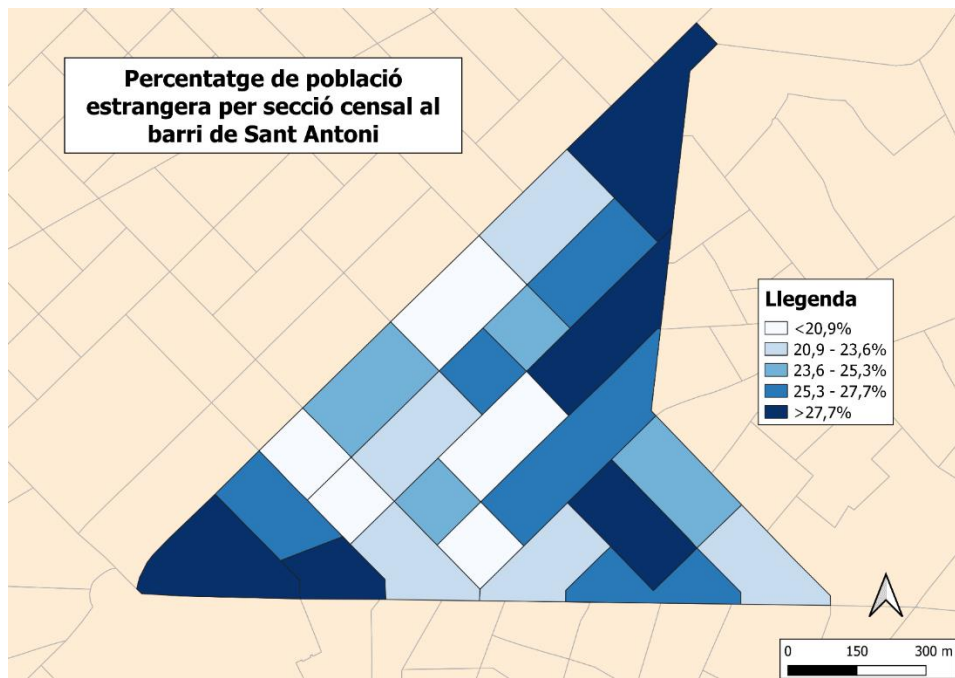 Percentatge de població
estrangera per secció censal al
barri de Sant Antoni
Llegenda
<20,9%
20,9 - 23,6%
23,6 - 25,3%
25,3 - 27,7%
>27,7%
0 150 300 m